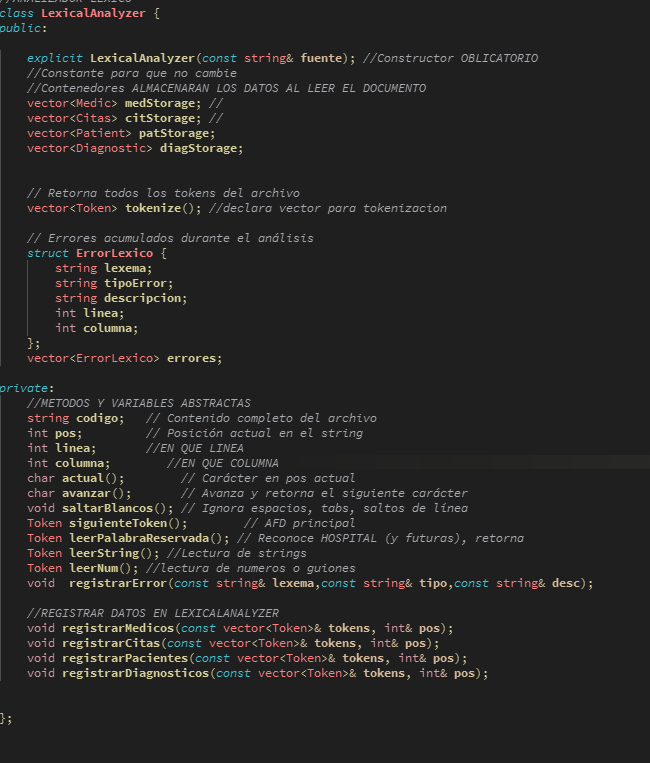 //ANALIZADOR LEXICO
class LexicalAnalyzer {
public:
explicit LexicalAnalyzer(const string& fuente); //Constructor OBLICATORIO
//Constante para que no cambie
//Contenedores ALMACENARAN LOS DATOS AL LEER EL DOCUMENTO
vector<Medic> medStorage; //
vector<Citas> citStorage; //
vector<Patient> patStorage;
vector<Diagnostic> diagStorage;
// Retorna todos los tokens del archivo
vector<Token> tokenize(); //declara vector para tokenizacion
// Errores acumulados durante el análisis
struct ErrorLexico {
string lexema;
string tipoError;
string descripcion;
int linea;
int columna;
};
vector<ErrorLexico> errores;
private:
//METODOS Y VARIABLES ABSTRACTAS
string codigo; // Contenido completo del archivo
int pos; // Posición actual en el string
int linea; //EN QUE LINEA
int columna; //EN QUE COLUMNA
char actual(); // Carácter en pos actual
char avanzar(); // Avanza y retorna el siguiente carácter
void saltarBlancos(); // Ignora espacios, tabs, saltos de línea
Token siguienteToken(); // AFD principal
Token leerPalabraReservada(); // Reconoce HOSPITAL (y futuras), retorna
Token leerString(); //Lectura de strings
Token leerNum(); //lectura de numeros o guiones
void registrarError(const string& lexema,const string& tipo,const string& desc);
//REGISTRAR DATOS EN LEXICALANALYZER
void registrarMedicos(const vector<Token>& tokens, int& pos);
void registrarCitas(const vector<Token>& tokens, int& pos);
void registrarPacientes(const vector<Token>& tokens, int& pos);
void registrarDiagnosticos(const vector<Token>& tokens, int& pos);
};